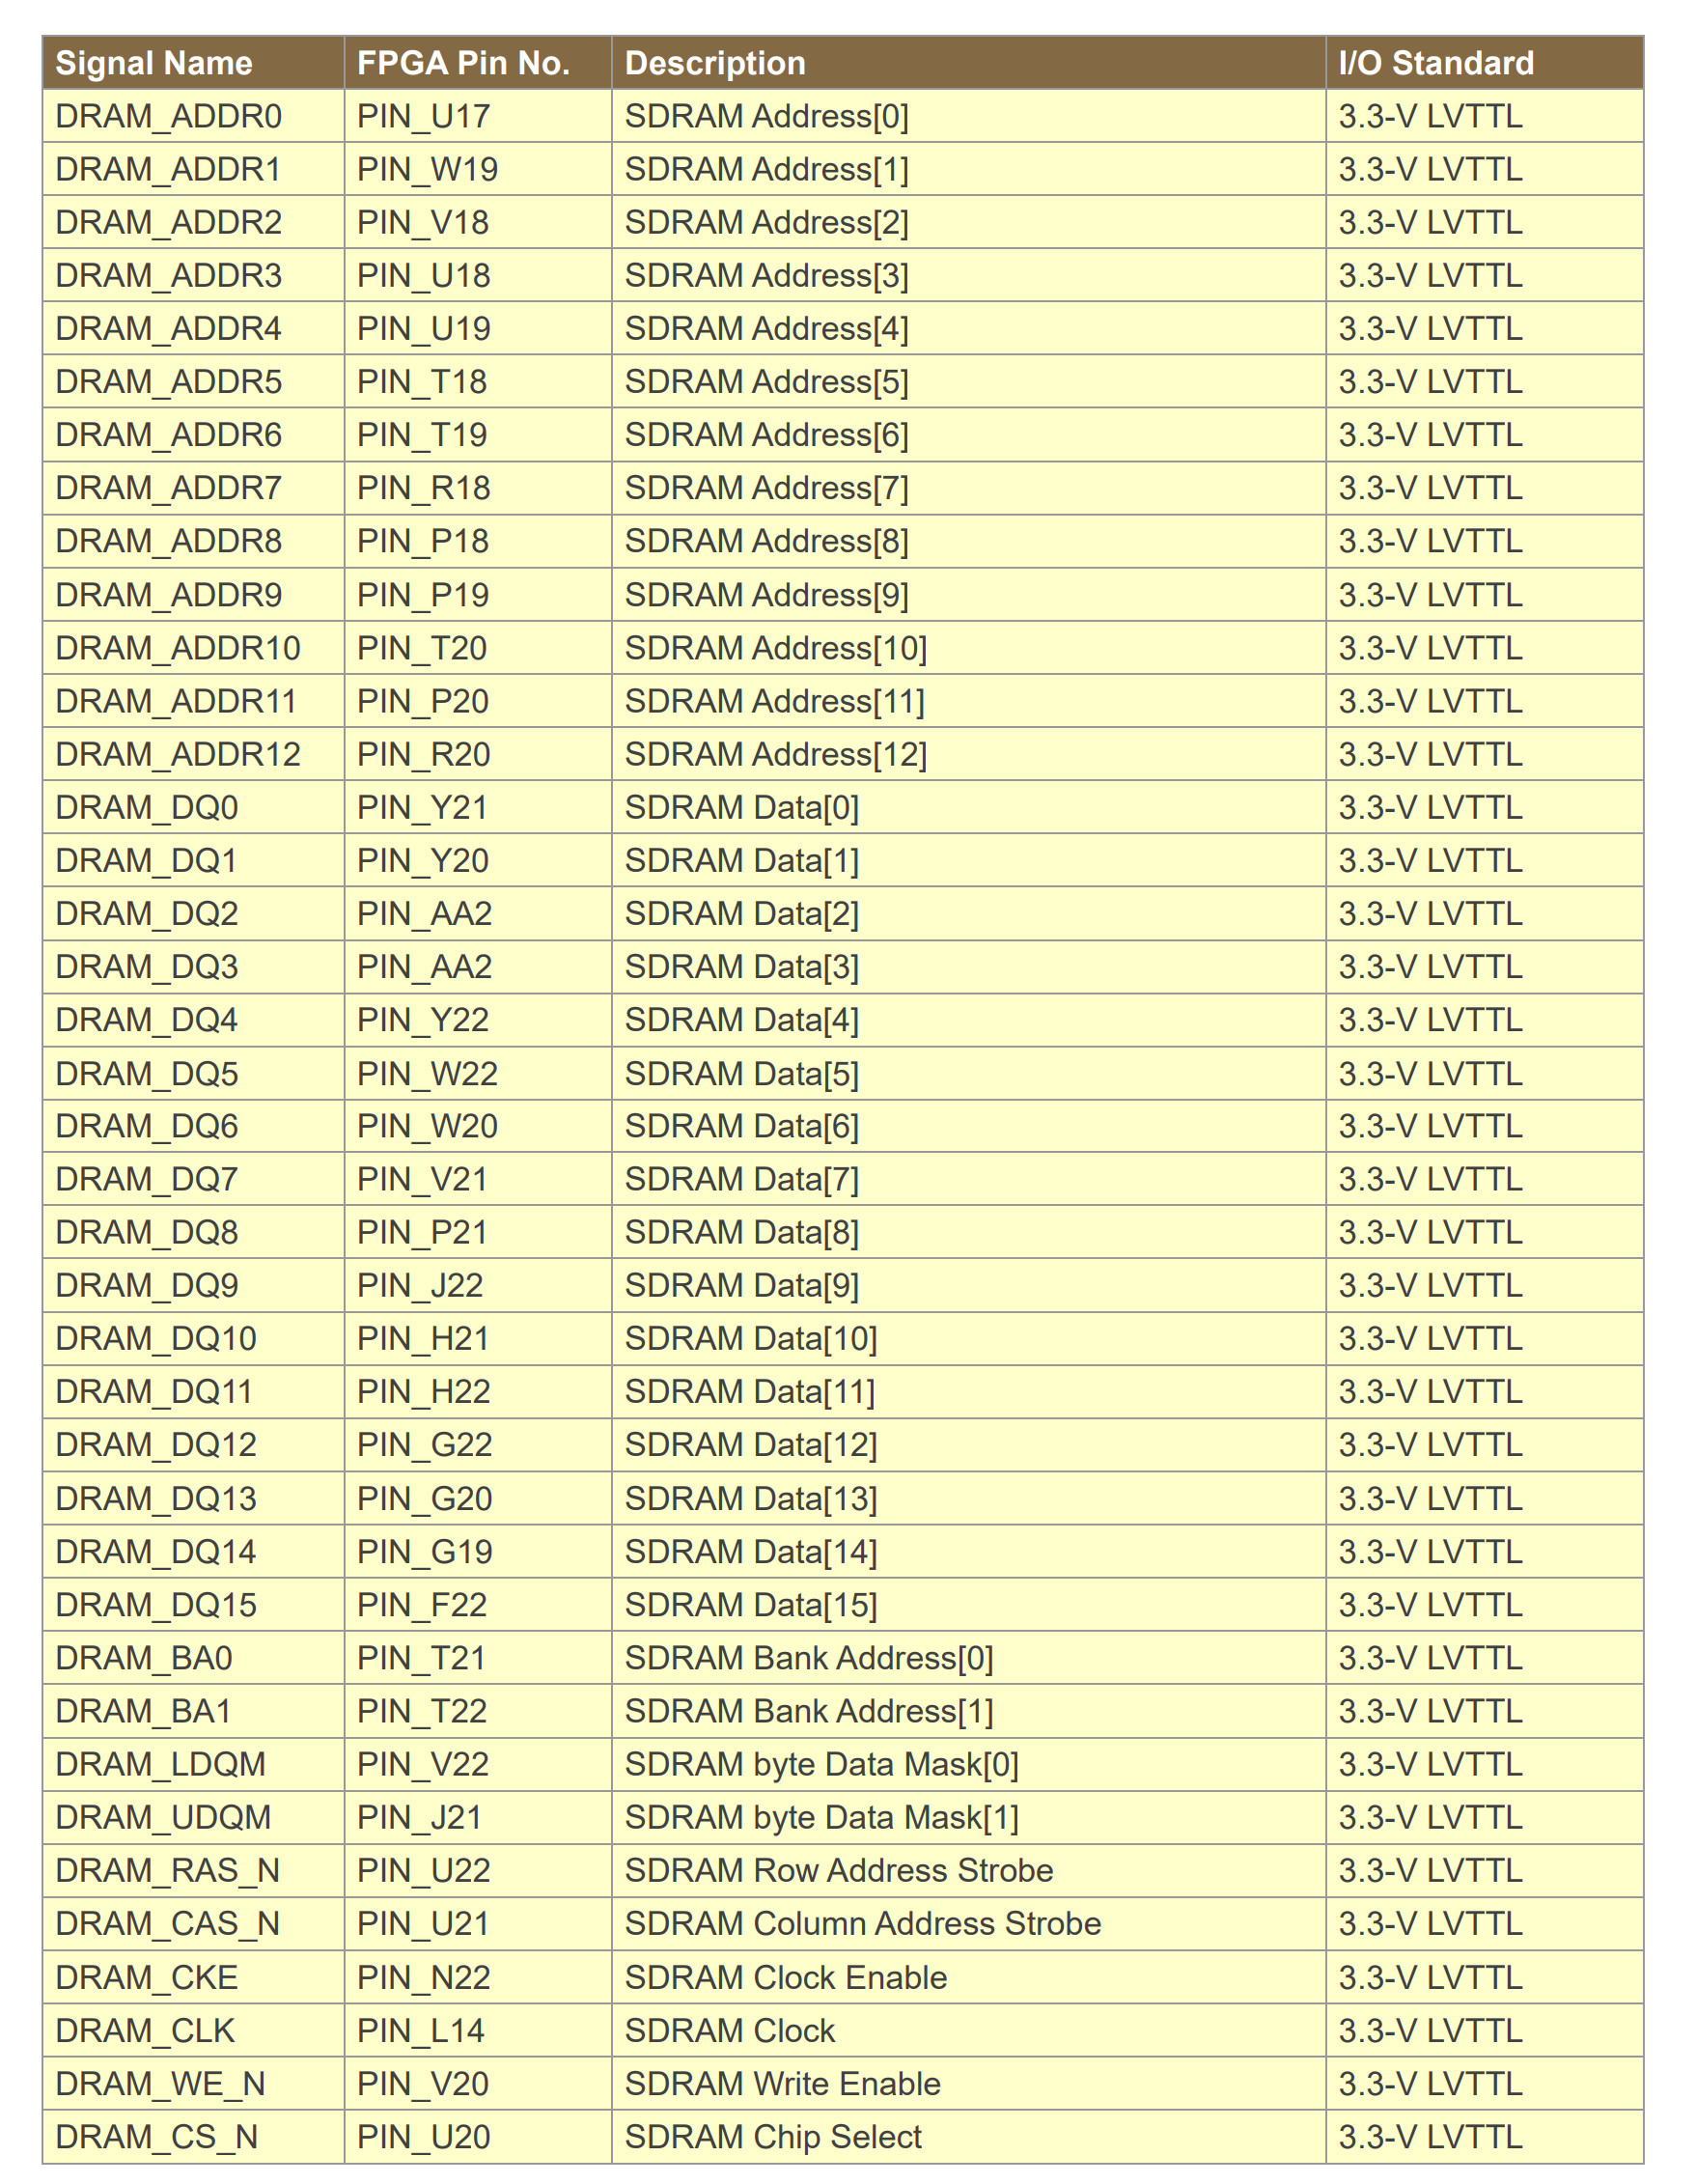 Signal Name FPGA Pin No. Description I/O Standard
DRAM_ADDR0 PIN_U17 SDRAM Address[0] 3.3-V LVTTL
DRAM_ADDR1 PIN_W19 SDRAM Address[1] 3.3-V LVTTL
DRAM_ADDR2 PIN_V18 SDRAM Address[2] 3.3-V LVTTL
DRAM_ADDR3 PIN_U18 SDRAM Address[3] 3.3-V LVTTL
DRAM_ADDR4 PIN_U19 SDRAM Address[4] 3.3-V LVTTL
DRAM_ADDR5 PIN_T18 SDRAM Address[5] 3.3-V LVTTL
DRAM_ADDR6 PIN_T19 SDRAM Address[6] 3.3-V LVTTL
DRAM_ADDR7 PIN_R18 SDRAM Address[7] 3.3-V LVTTL
DRAM_ADDR8 PIN_P18 SDRAM Address[8] 3.3-V LVTTL
DRAM_ADDR9 PIN_P19 SDRAM Address[9] 3.3-V LVTTL
DRAM_ADDR10 PIN_T20 SDRAM Address[10] 3.3-V LVTTL
DRAM_ADDR11 PIN_P20 SDRAM Address[11] 3.3-V LVTTL
DRAM_ADDR12 PIN_R20 SDRAM Address[12] 3.3-V LVTTL
DRAM_DQ0 PIN_Y21 SDRAM Data[0] 3.3-V LVTTL
DRAM_DQ1 PIN_Y20 SDRAM Data[1] 3.3-V LVTTL
DRAM_DQ2 PIN_AA2 SDRAM Data[2] 3.3-V LVTTL
DRAM_DQ3 PIN_AA2 SDRAM Data[3] 3.3-V LVTTL
DRAM_DQ4 PIN_Y22 SDRAM Data[4] 3.3-V LVTTL
DRAM_DQ5 PIN_W22 SDRAM Data[5] 3.3-V LVTTL
DRAM_DQ6 PIN_W20 SDRAM Data[6] 3.3-V LVTTL
DRAM_DQ7 PIN_V21 SDRAM Data[7] 3.3-V LVTTL
DRAM_DQ8 PIN_P21 SDRAM Data[8] 3.3-V LVTTL
DRAM_DQ9 PIN_J22 SDRAM Data[9] 3.3-V LVTTL
DRAM_DQ10 PIN_H21 SDRAM Data[10] 3.3-V LVTTL
DRAM_DQ11 PIN_H22 SDRAM Data[11] 3.3-V LVTTL
DRAM_DQ12 PIN_G22 SDRAM Data[12] 3.3-V LVTTL
DRAM_DQ13 PIN_G20 SDRAM Data[13] 3.3-V LVTTL
DRAM_DQ14 PIN_G19 SDRAM Data[14] 3.3-V LVTTL
DRAM_DQ15 PIN_F22 SDRAM Data[15] 3.3-V LVTTL
DRAM_BA0 PIN_T21 SDRAM Bank Address[0] 3.3-V LVTTL
DRAM_BA1 PIN_T22 SDRAM Bank Address[1] 3.3-V LVTTL
DRAM_LDQM PIN_V22 SDRAM byte Data Mask[0] 3.3-V LVTTL
DRAM_UDQM PIN_J21 SDRAM byte Data Mask[1] 3.3-V LVTTL
DRAM_RAS_N PIN_U22 SDRAM Row Address Strobe 3.3-V LVTTL
DRAM_CAS_N PIN_U21 SDRAM Column Address Strobe 3.3-V LVTTL
DRAM_CKE PIN_N22 SDRAM Clock Enable 3.3-V LVTTL
DRAM_CLK PIN_L14 SDRAM Clock 3.3-V LVTTL
DRAM_WE_N PIN_V20 SDRAM Write Enable 3.3-V LVTTL
DRAM_CS_N PIN_U20 SDRAM Chip Select 3.3-V LVTTL